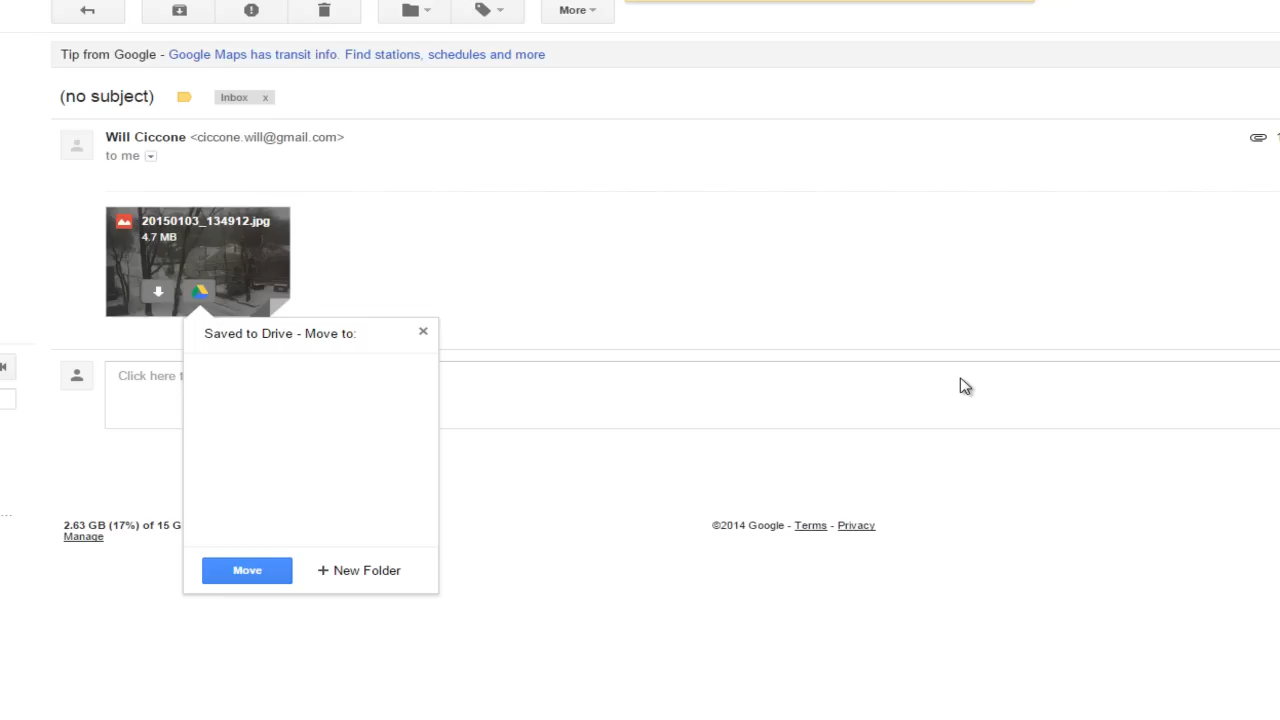 More
Tip from Google - Google Maps has transit info. Find stations, schedules and more
(no subject)
Inbox x
Will Ciccone <ciccone.will@gmail.com>
to me
20150103_134912.jpg
4.7 MB
Saved to Drive - Move to:
Click here
2.63 GB (17%) of 15 G
Manage
©2014 Google - Terms - Privacy
Move
+ New Folder